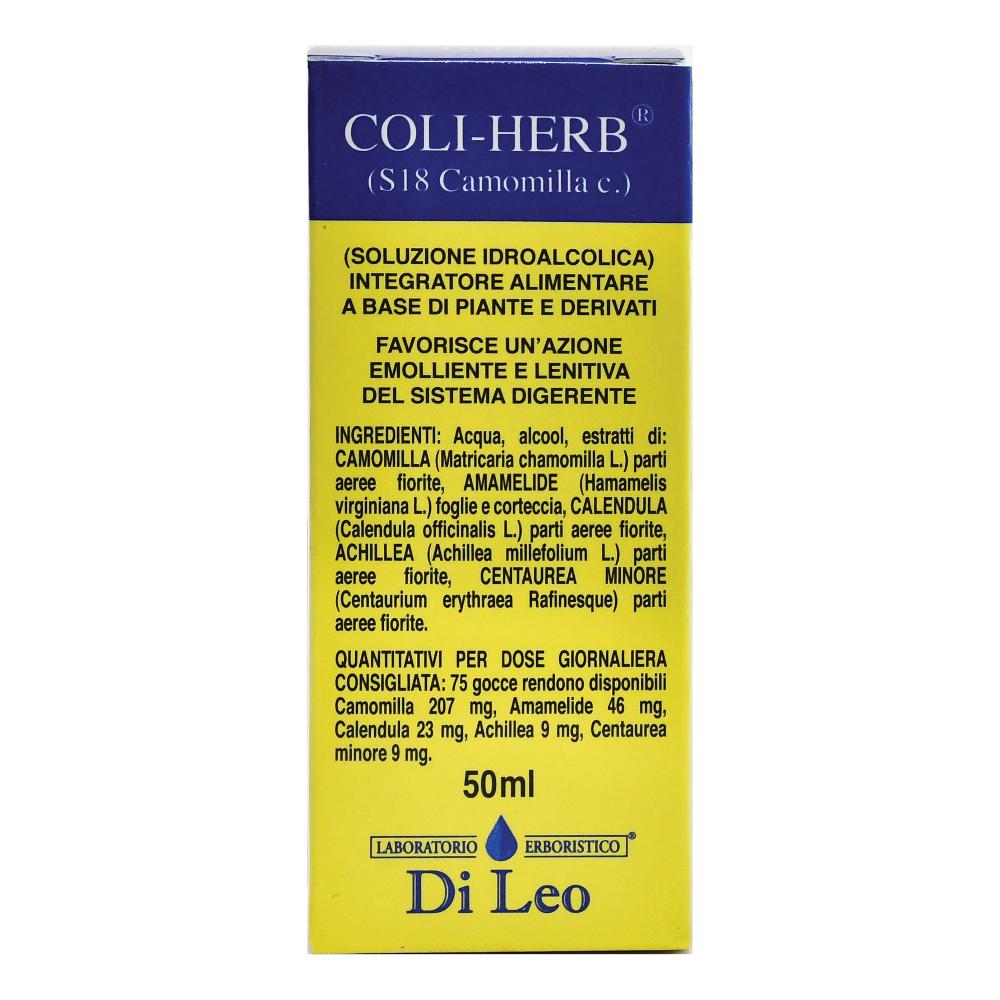 COLI-HERB®
(S18 Camomilla c.)
(SOLUZIONE IDROALCOLICA)
INTEGRATORE ALIMENTARE
A BASE DI PIANTE E DERIVATI
FAVORISCE UN'AZIONE
EMOLLIENTE E LENITIVA
DEL SISTEMA DIGERENTE
INGREDIENTI: Acqua, alcool, estratti di:
CAMOMILLA (Matricaria chamomilla L.) parti
aeree fiorite, AMAMELIDE (Hamamelis
virginiana L.) foglie e corteccia, CALENDULA
(Calendula officinalis L.) parti aeree fiorite,
ACHILLEA (Achillea millefolium L.) parti
aeree fiorite, CENTAUREA MINORE
(Centaurium erythraea Rafinesque) parti
aeree fiorite.
QUANTITATIVI PER DOSE GIORNALIERA
CONSIGLIATA: 75 gocce rendono disponibili
Camomilla 207 mg, Amamelide 46 mg,
Calendula 23 mg, Achillea 9 mg, Centaurea
minore 9 mg.
50ml
LABORATORIO ERBORISTICO®
Di Leo